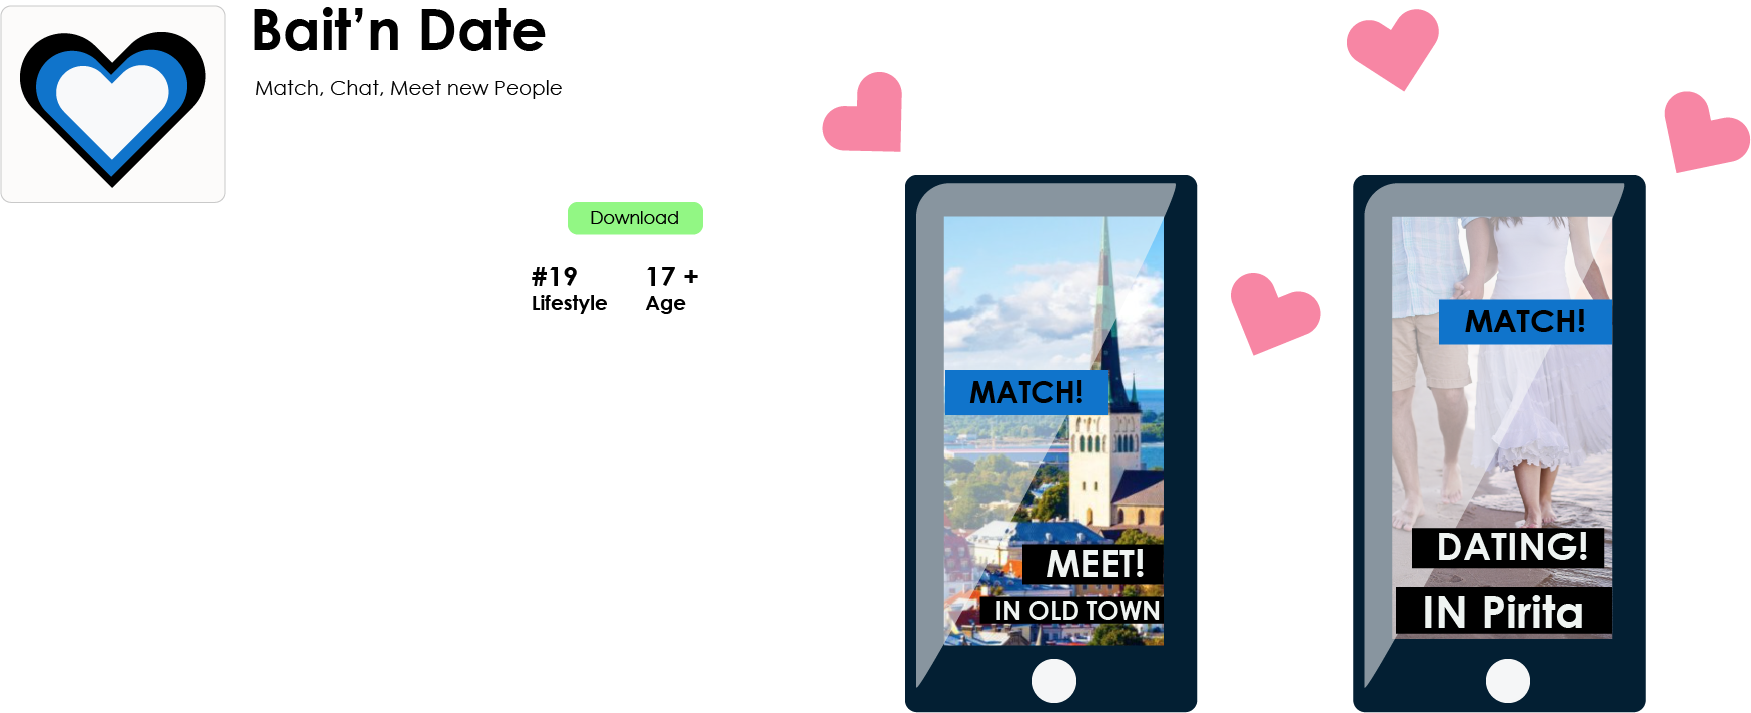 Bait’n Date
Match, Chat, Meet new People
Download
#19
Lifestyle
17 +
Age
MATCH!
MEET!
IN OLD TOWN
MATCH!
DATING!
IN Pirita